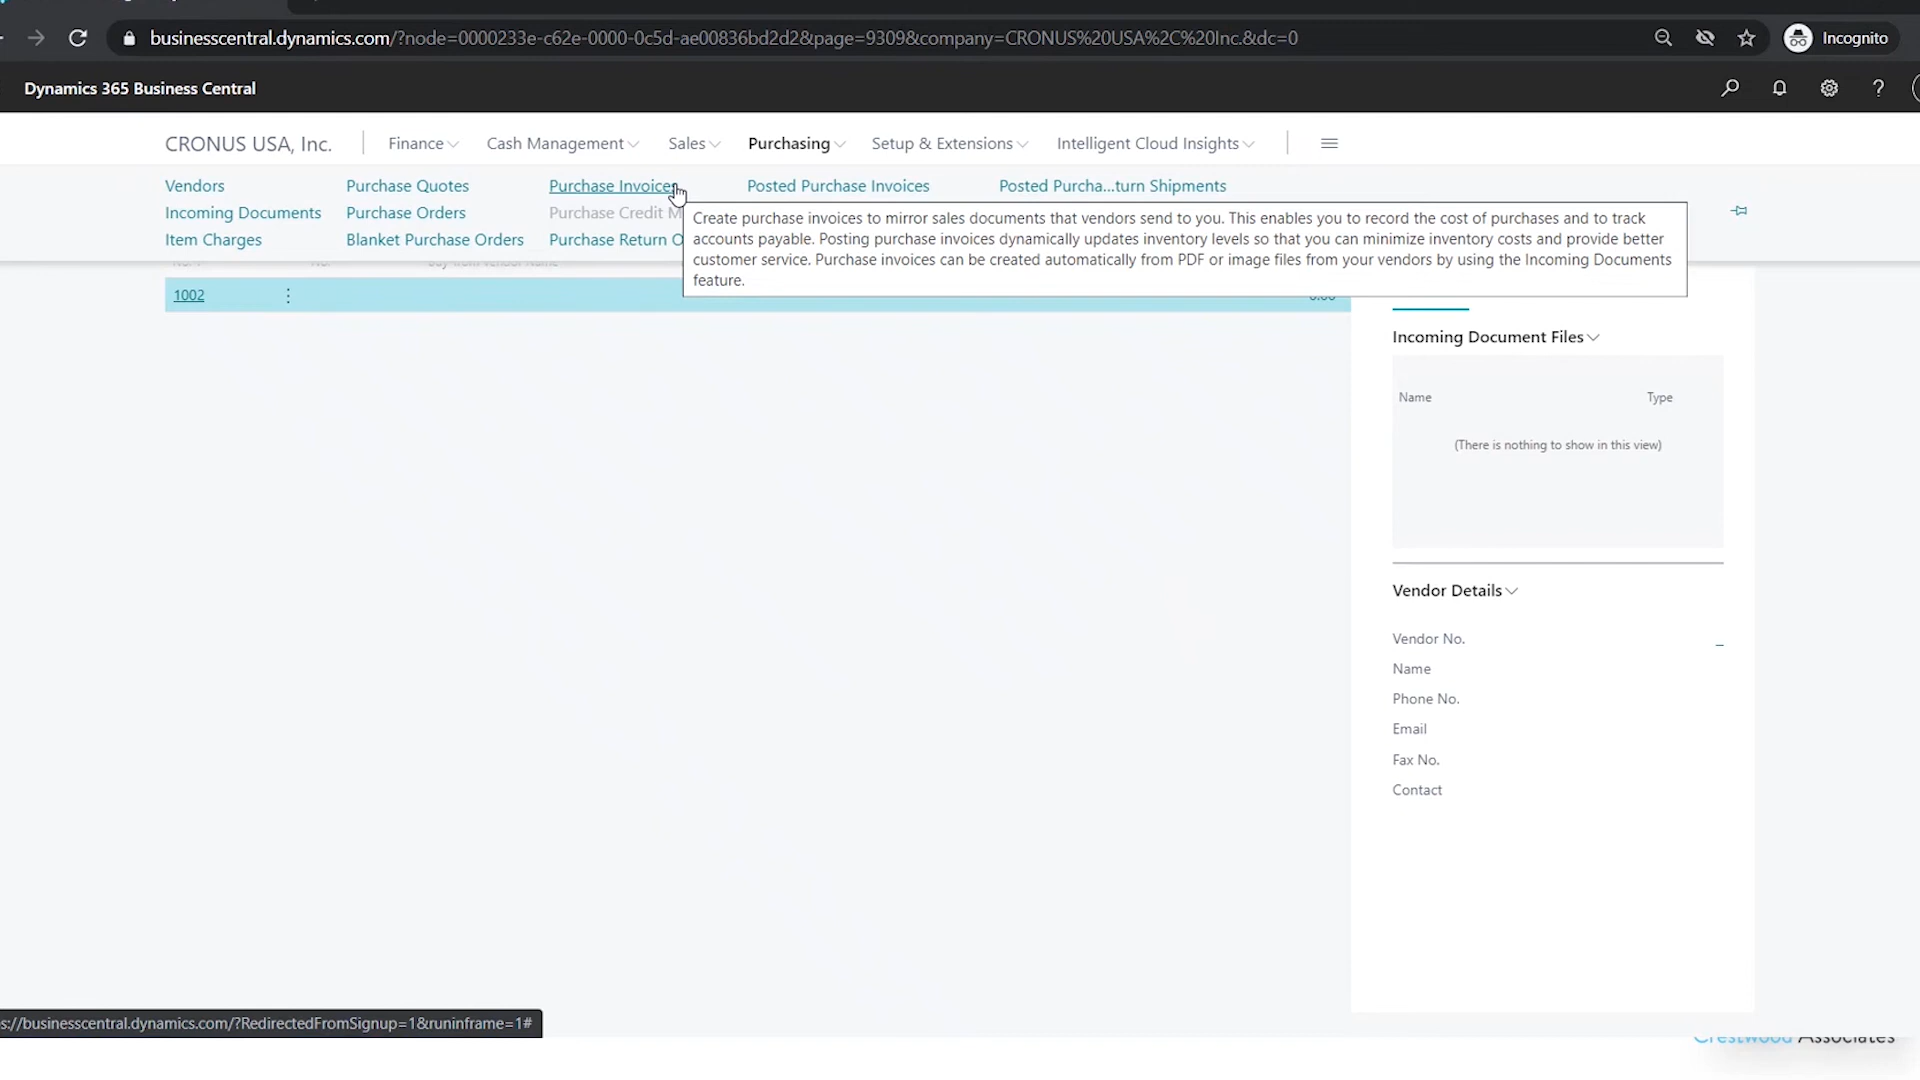 businesscentral.dynamics.com/?node=0000233e-c62e-0000-0c5d-ae00836bd2d2&page=9309&company=CRONUS%20USA%2C%20Inc.&dc=0
Incognito
Dynamics 365 Business Central
?
CRONUS USA, Inc.
Finance
Cash Management
Sales
Purchasing
Setup & Extensions
Intelligent Cloud Insights
Vendors
Purchase Quotes
Purchase Invoices
Posted Purchase Invoices
Posted Purcha...turn Shipments
Incoming Documents
Purchase Orders
Purchase Credit M
Item Charges
Blanket Purchase Orders
Purchase Return O
Create purchase invoices to mirror sales documents that vendors send to you. This enables you to record the cost of purchases and to track
accounts payable. Posting purchase invoices dynamically updates inventory levels so that you can minimize inventory costs and provide better
customer service. Purchase invoices can be created automatically from PDF or image files from your vendors by using the Incoming Documents
feature.
1002
0.00
Incoming Document Files
Name
Type
(There is nothing to show in this view)
Vendor Details
Vendor No.
Name
Phone No.
Email
Fax No.
Contact
s://businesscentral.dynamics.com/?RedirectedFromSignup=1&runinframe=1#
Crestwood Associates